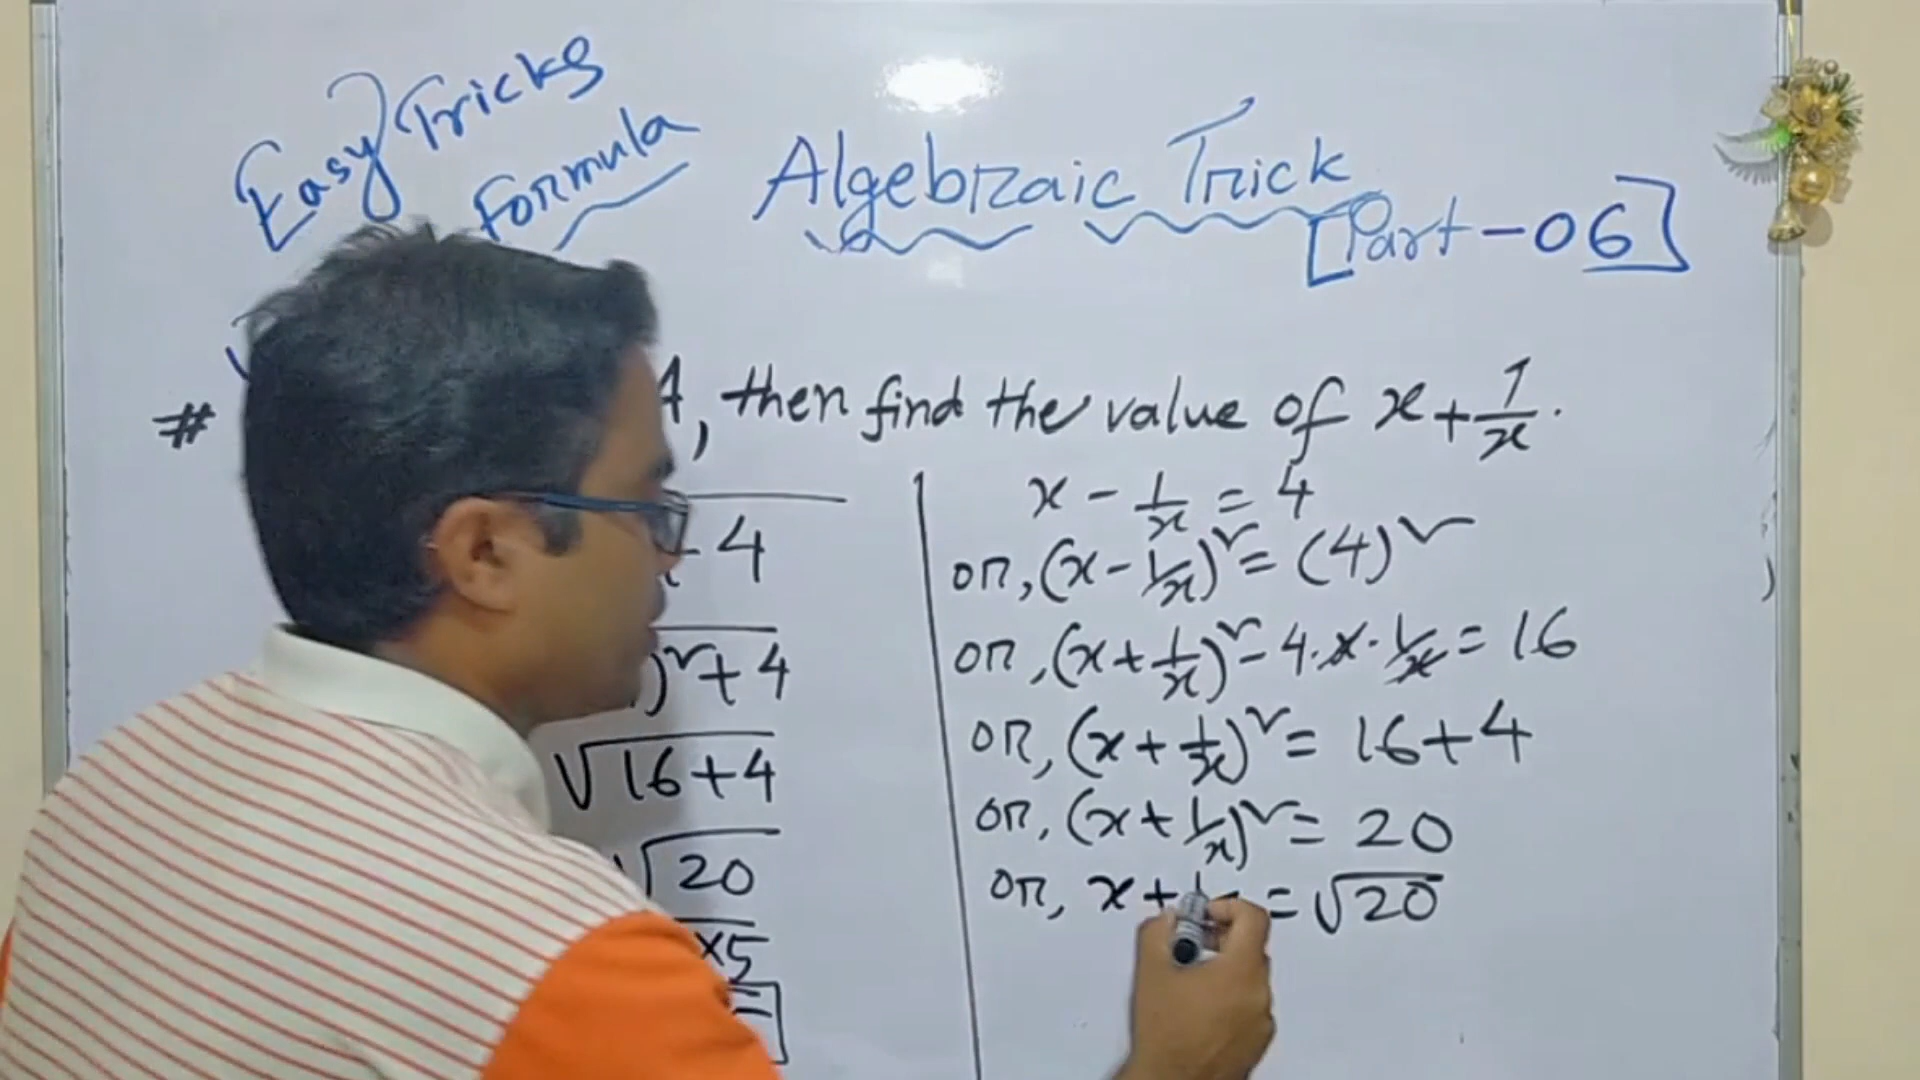 Easy Tricks
Formula
Algebraic Trick
[Part-06]
# 4, then find the value of x + 1/x.
- 4
)² + 4
√16+4
√20
×5
x - 1/x = 4
or, (x - 1/x)² = (4)²
or, (x + 1/x)² - 4·x·1/x = 16
or, (x + 1/x)² = 16+4
or, (x + 1/x)² = 20
or, x + = √20